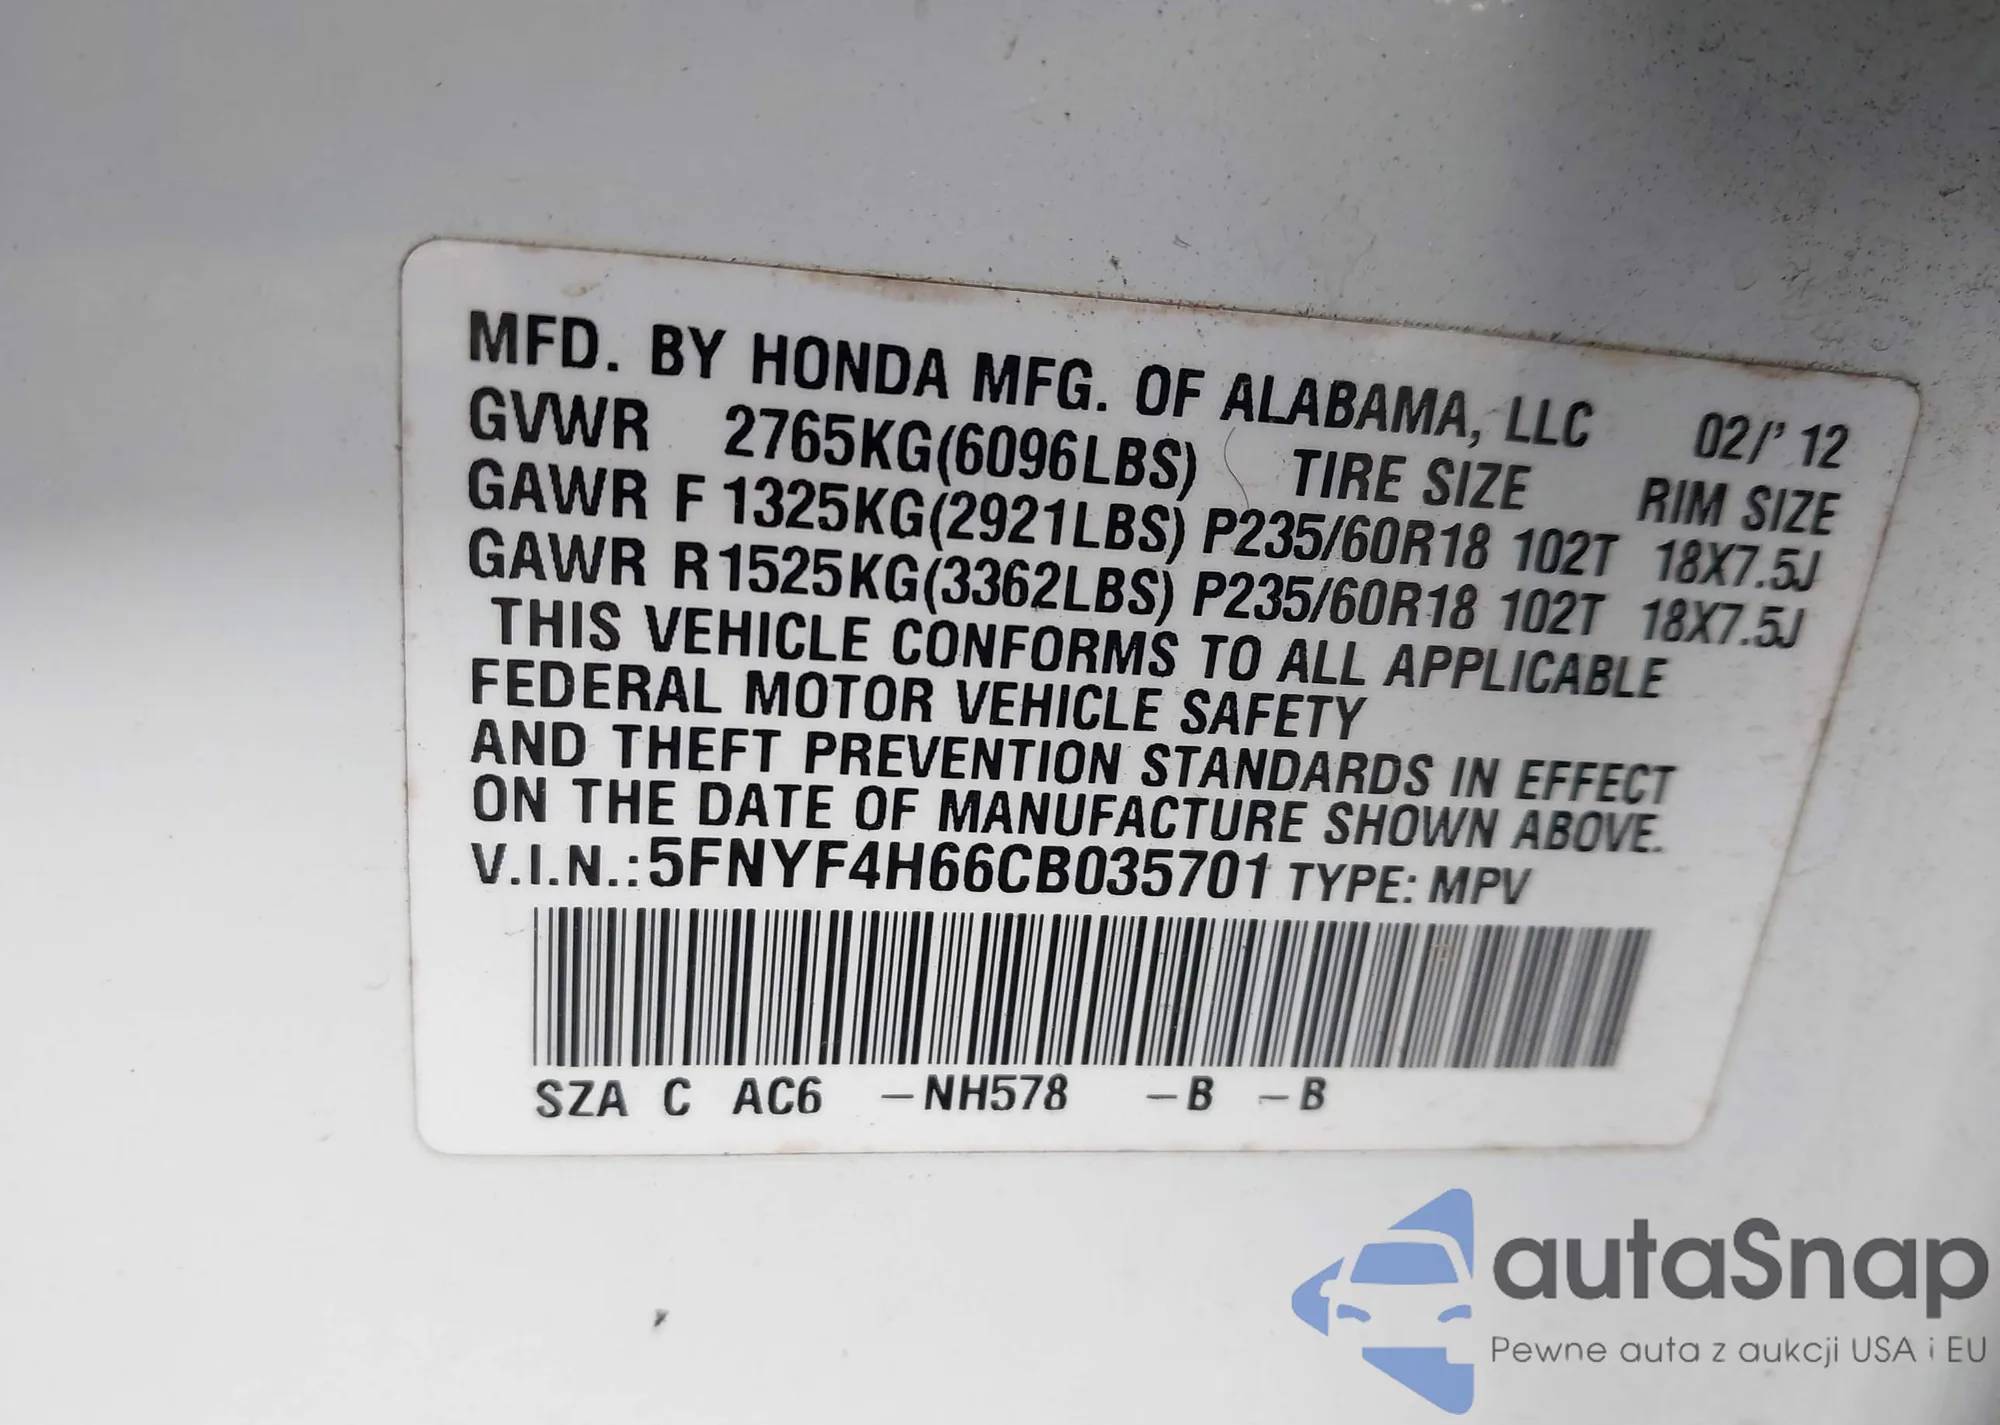 MFD. BY HONDA MFG. OF ALABAMA, LLC 02/'12
GVWR 2765KG(6096LBS) TIRE SIZE RIM SIZE
GAWR F 1325KG(2921LBS) P235/60R18 102T 18X7.5J
GAWR R 1525KG(3362LBS) P235/60R18 102T 18X7.5J
THIS VEHICLE CONFORMS TO ALL APPLICABLE
FEDERAL MOTOR VEHICLE SAFETY
AND THEFT PREVENTION STANDARDS IN EFFECT
ON THE DATE OF MANUFACTURE SHOWN ABOVE.
V.I.N.:5FNYF4H66CB035701 TYPE: MPV
SZA C AC6 –NH578 –B –B
autaSnap
Pewne auta z aukcji USA i EU